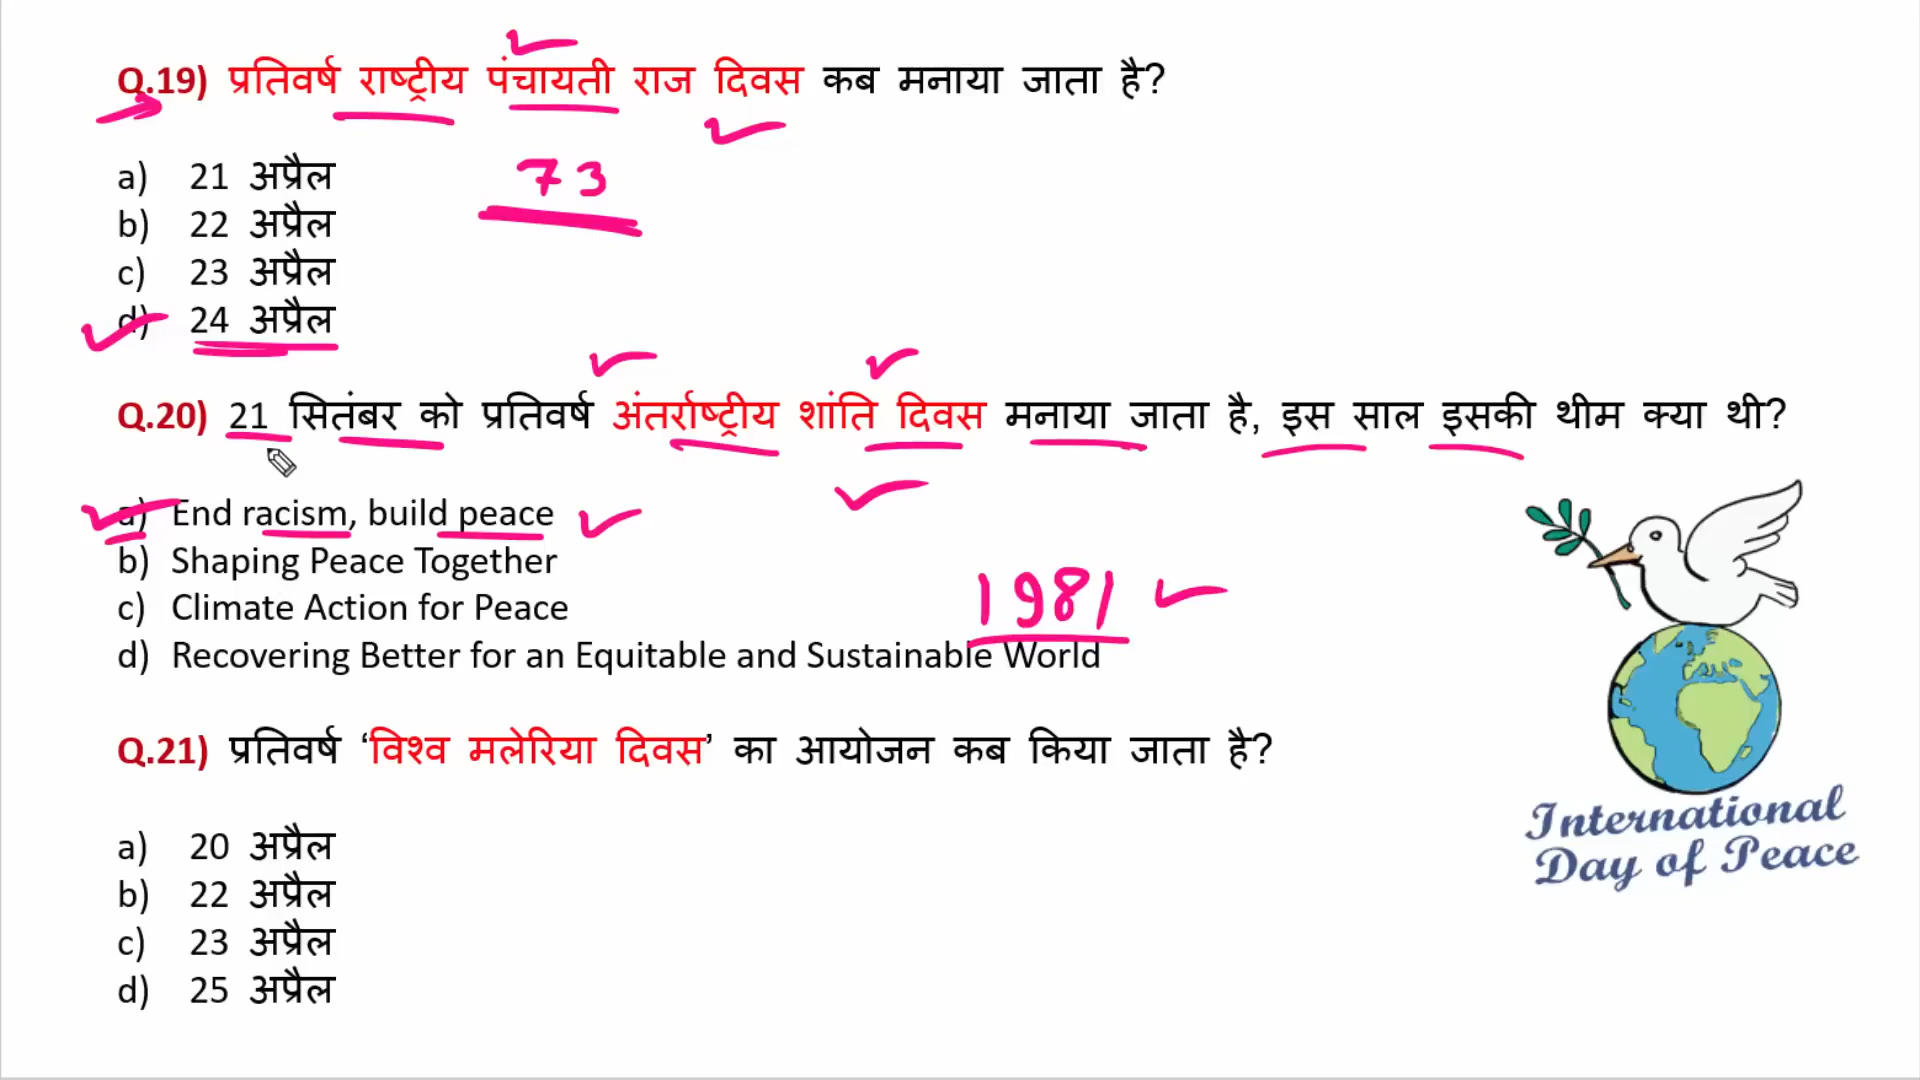 Q.19) प्रतिवर्ष राष्ट्रीय पंचायती राज दिवस कब मनाया जाता है?
a) 21 अप्रैल
73
b) 22 अप्रैल
c) 23 अप्रैल
d) 24 अप्रैल
Q.20) 21 सितंबर को प्रतिवर्ष अंतर्राष्ट्रीय शांति दिवस मनाया जाता है, इस साल इसकी थीम क्या थी?
a) End racism, build peace
b) Shaping Peace Together
c) Climate Action for Peace
1981
d) Recovering Better for an Equitable and Sustainable World
Q.21) प्रतिवर्ष ‘विश्व मलेरिया दिवस’ का आयोजन कब किया जाता है?
a) 20 अप्रैल
b) 22 अप्रैल
c) 23 अप्रैल
d) 25 अप्रैल
International
Day of Peace